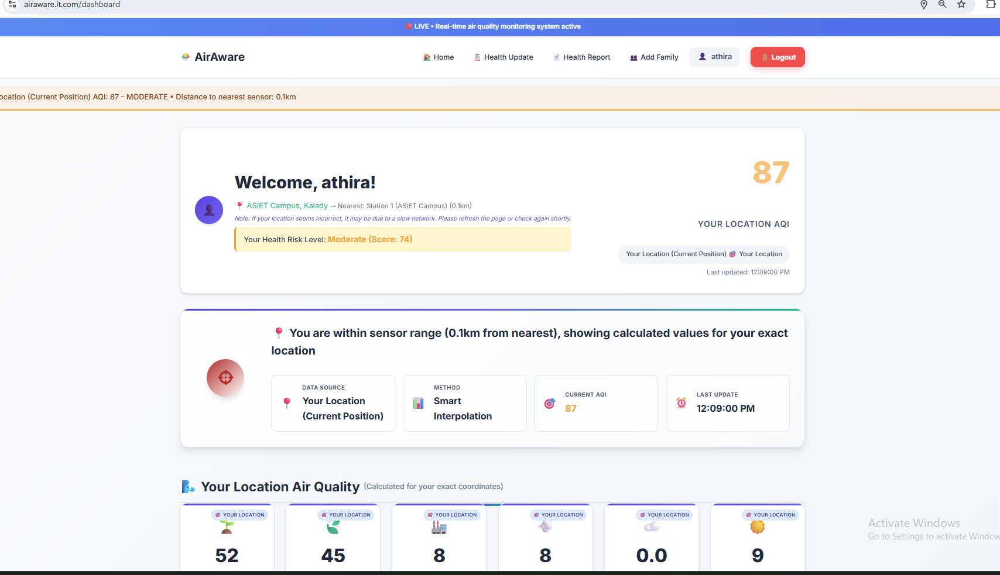 airaware.it.com/dashboard
LIVE • Real-time air quality monitoring system active
AirAware
Home
Health Update
Health Report
Add Family
athira
Logout
ocation (Current Position) AQI: 87 - MODERATE • Distance to nearest sensor: 0.1km
Welcome, athira!
ASIET Campus, Kalady → Nearest: Station 1 (ASIET Campus) (0.1km)
Note: If your location seems incorrect, it may be due to a slow network. Please refresh the page or check again shortly.
Your Health Risk Level: Moderate (Score: 74)
87
YOUR LOCATION AQI
Your Location (Current Position) Your Location
Last updated: 12:09:00 PM
You are within sensor range (0.1km from nearest), showing calculated values for your exact
location
DATA SOURCE
Your Location
(Current Position)
METHOD
Smart
Interpolation
CURRENT AQI
87
LAST UPDATE
12:09:00 PM
Your Location Air Quality (Calculated for your exact coordinates)
YOUR LOCATION
52
YOUR LOCATION
45
YOUR LOCATION
8
YOUR LOCATION
8
YOUR LOCATION
0.0
YOUR LOCATION
9
Activate Windows
Go to Settings to activate Window